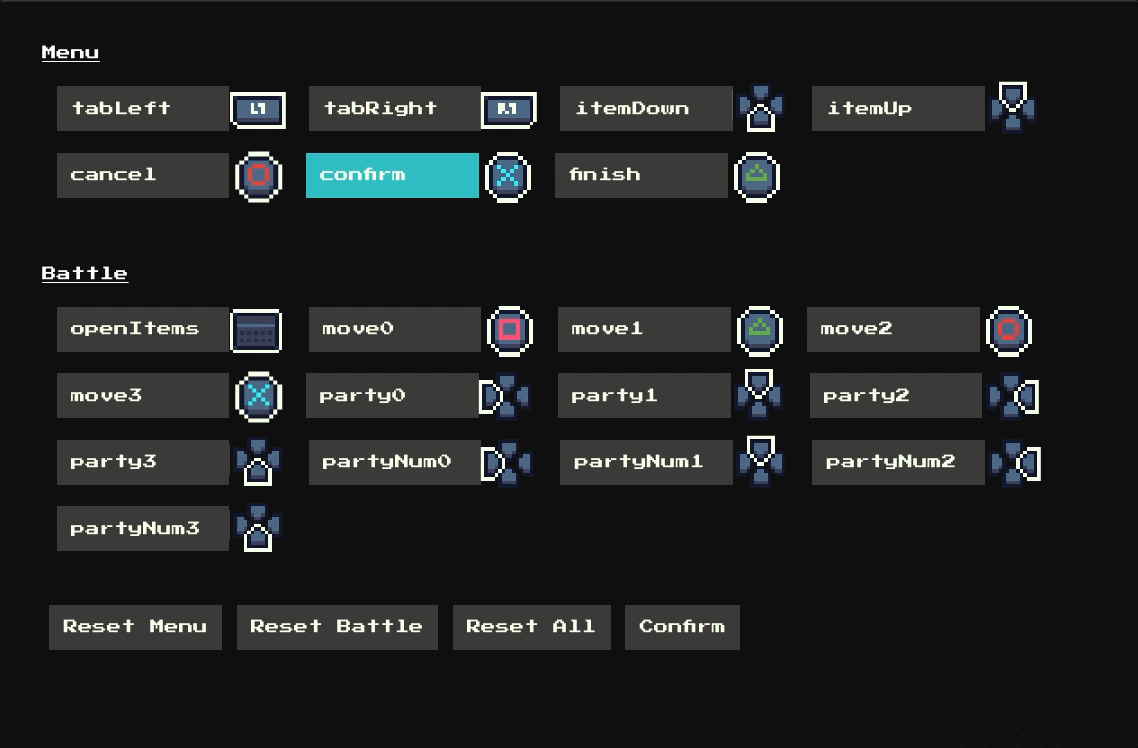 Menu
tabLeft L1 tabRight R1 itemDown itemUp
cancel confirm finish
Battle
openItems move0 move1 move2
move3 party0 party1 party2
party3 partyNum0 partyNum1 partyNum2
partyNum3
Reset Menu Reset Battle Reset All Confirm